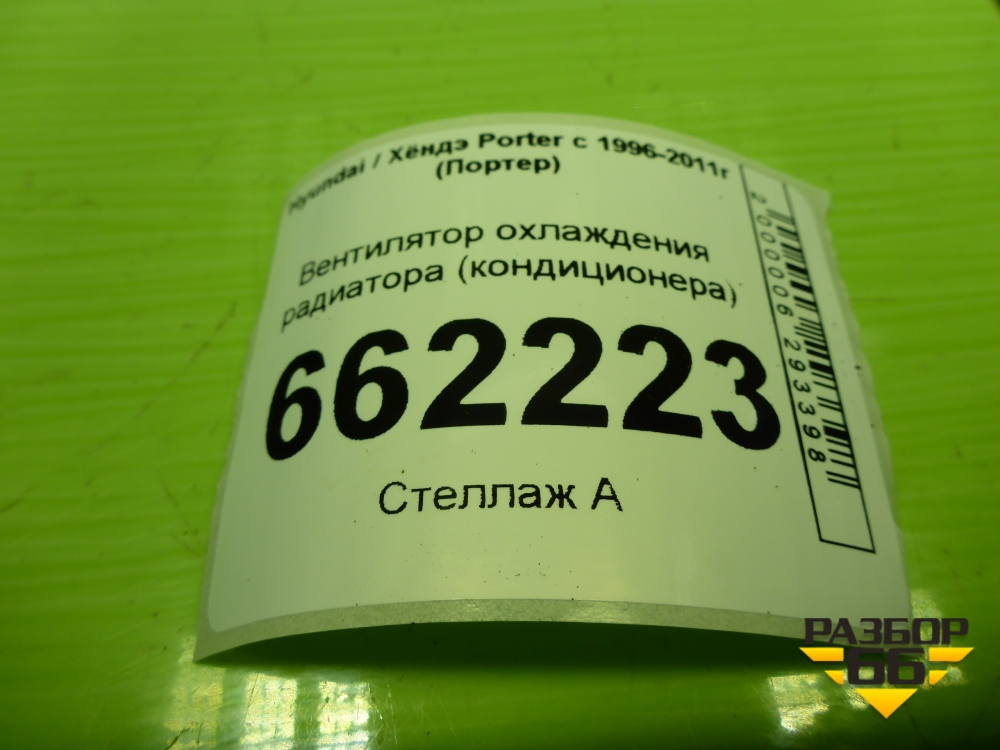 Hyundai / Хёндэ Porter с 1996-2011г
(Портер)
Вентилятор охлаждения
радиатора (кондиционера)
662223
Стеллаж А
2000006293398
РАЗБОР
66